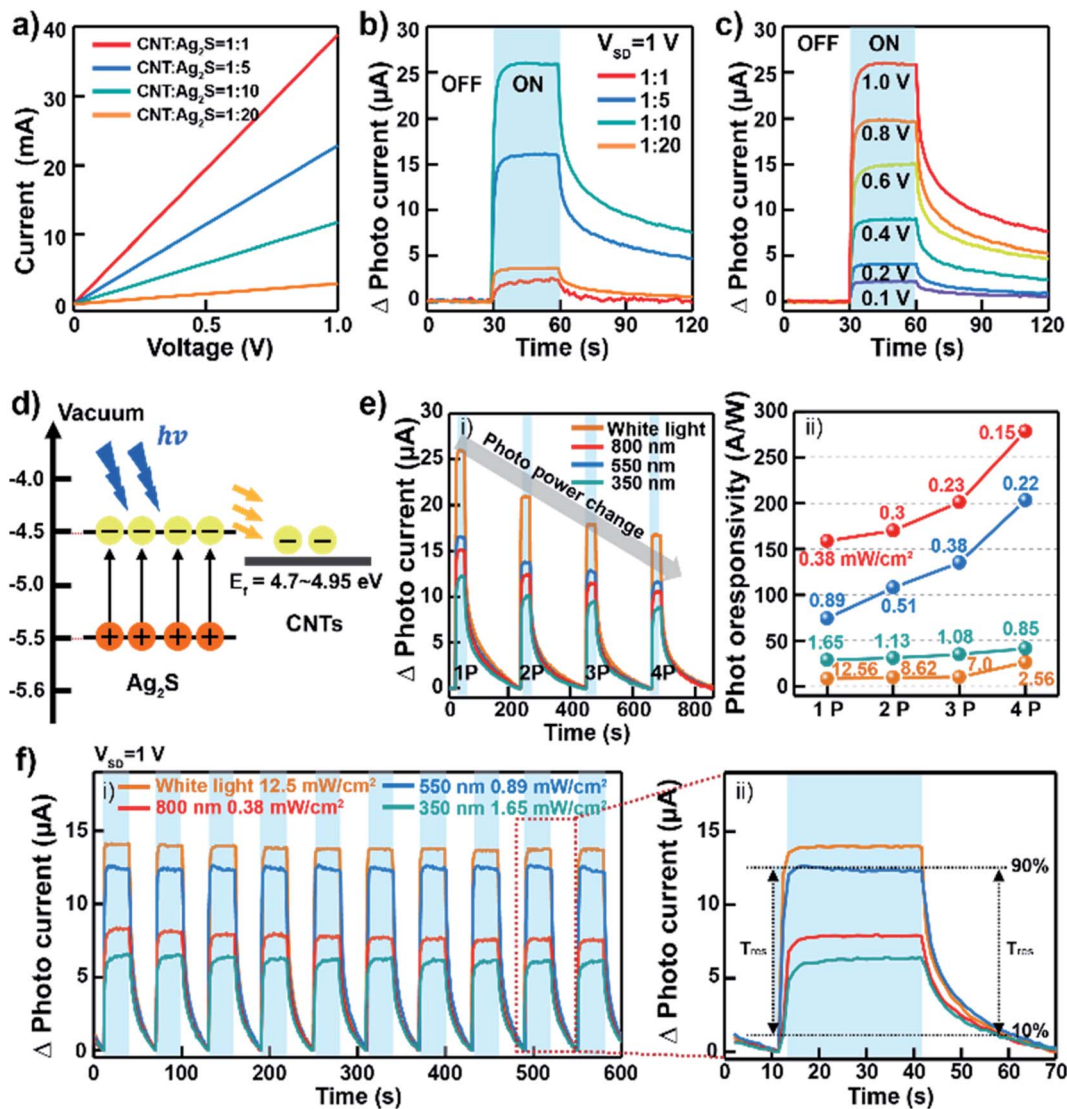 a)
40
30
20
10
0
Current (mA)
CNT:Ag₂S=1:1
CNT:Ag₂S=1:5
CNT:Ag₂S=1:10
CNT:Ag₂S=1:20
0
0.5
1.0
Voltage (V)
b)
30
25
20
15
10
5
0
Δ Photo current (µA)
V_SD=1 V
OFF
ON
1:1
1:5
1:10
1:20
0
30
60
90
120
Time (s)
c)
30
25
20
15
10
5
0
Δ Photo current (µA)
OFF
ON
1.0 V
0.8 V
0.6 V
0.4 V
0.2 V
0.1 V
0
30
60
90
120
Time (s)
d)
Vacuum
hν
-4.0
-4.5
-5.0
-5.5
-5.6
E_f = 4.7~4.95 eV
CNTs
Ag₂S
e)
i)
30
25
20
15
10
5
0
Δ Photo current (µA)
White light
800 nm
550 nm
350 nm
Photo power change
1P
2P
3P
4P
0
200
400
600
800
Time (s)
ii)
300
250
200
150
100
50
0
Phot oresponsivity (A/W)
0.38 mW/cm²
0.3
0.23
0.15
0.89
0.51
0.38
0.22
1.65
1.13
1.08
0.85
12.56
8.62
7.0
2.56
1 P
2 P
3 P
4 P
f)
V_SD=1 V
i)
White light 12.5 mW/cm²
550 nm 0.89 mW/cm²
800 nm 0.38 mW/cm²
350 nm 1.65 mW/cm²
15
10
5
0
Δ Photo current (µA)
0
100
200
300
400
500
600
Time (s)
ii)
15
10
5
0
Δ Photo current (µA)
90%
T_res
T_res
10%
0
10
20
30
40
50
60
70
Time (s)